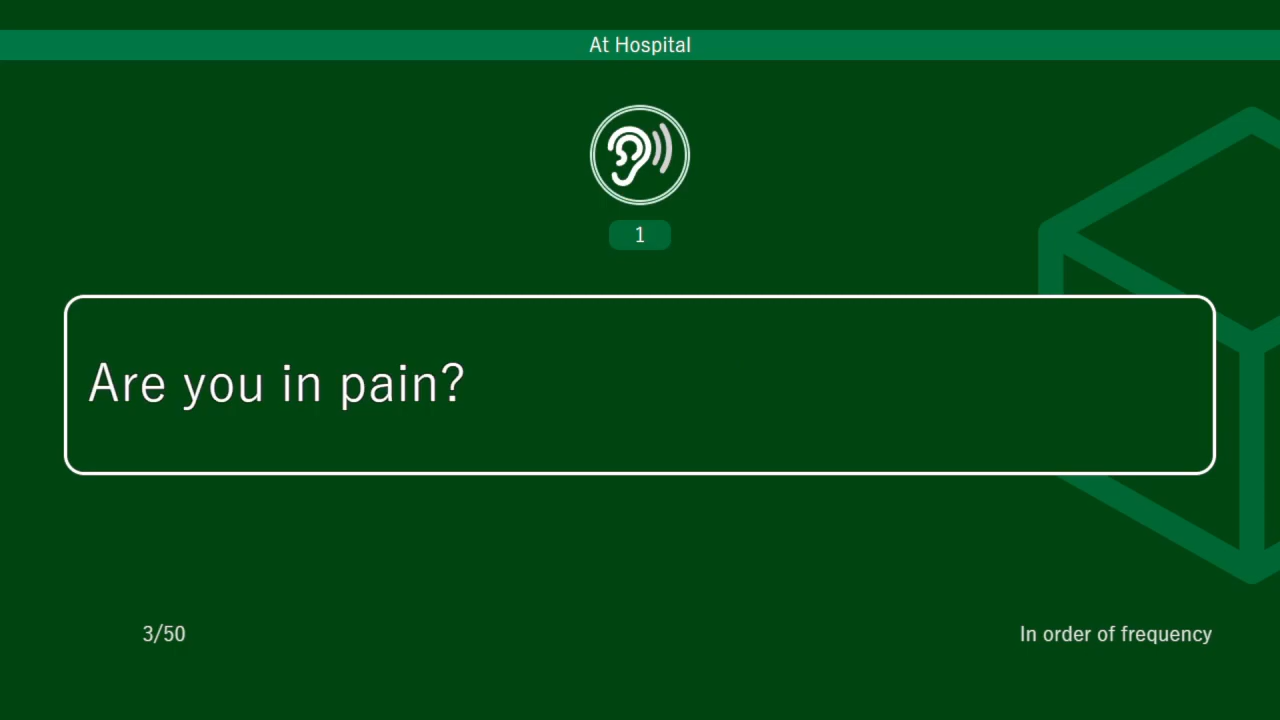 At Hospital
1
Are you in pain?
3/50
In order of frequency